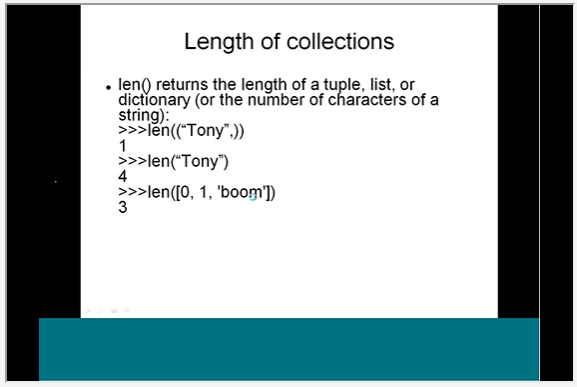 Length of collections
• len() returns the length of a tuple, list, or
dictionary (or the number of characters of a
string):
>>>len((“Tony”,))
1
>>>len(“Tony”)
4
>>>len([0, 1, 'boom'])
3